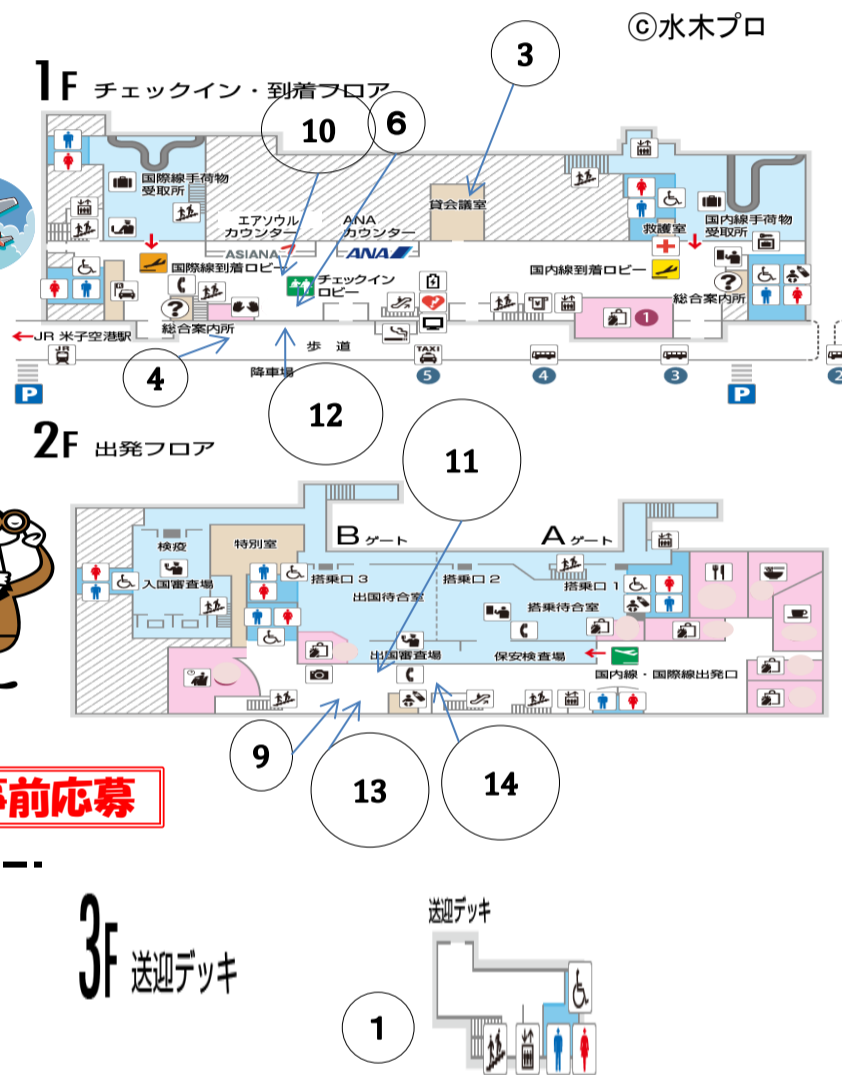 ©水木プロ
3
1F チェックイン・到着フロア
10
6
国際線手荷物
受取所
貸会議室
エアソウル
カウンター
ANA
カウンター
救護室
国内線手荷物
受取所
ASIANA
ANA
国際線到着ロビー
チェックイン
ロビー
国内線到着ロビー
?
総合案内所
?
総合案内所
1
←JR 米子空港駅
JR
歩道
降車場
TAXI
5
4
3
2
P
P
4
12
2F 出発フロア
11
検疫
特別室
Bゲート
Aゲート
入国審査場
搭乗口3
搭乗口2
搭乗口1
出国待合室
搭乗待合室
出国審査場
保安検査場
国内線・国際線出発口
9
13
14
前応募
3F 送迎デッキ
送迎デッキ
1